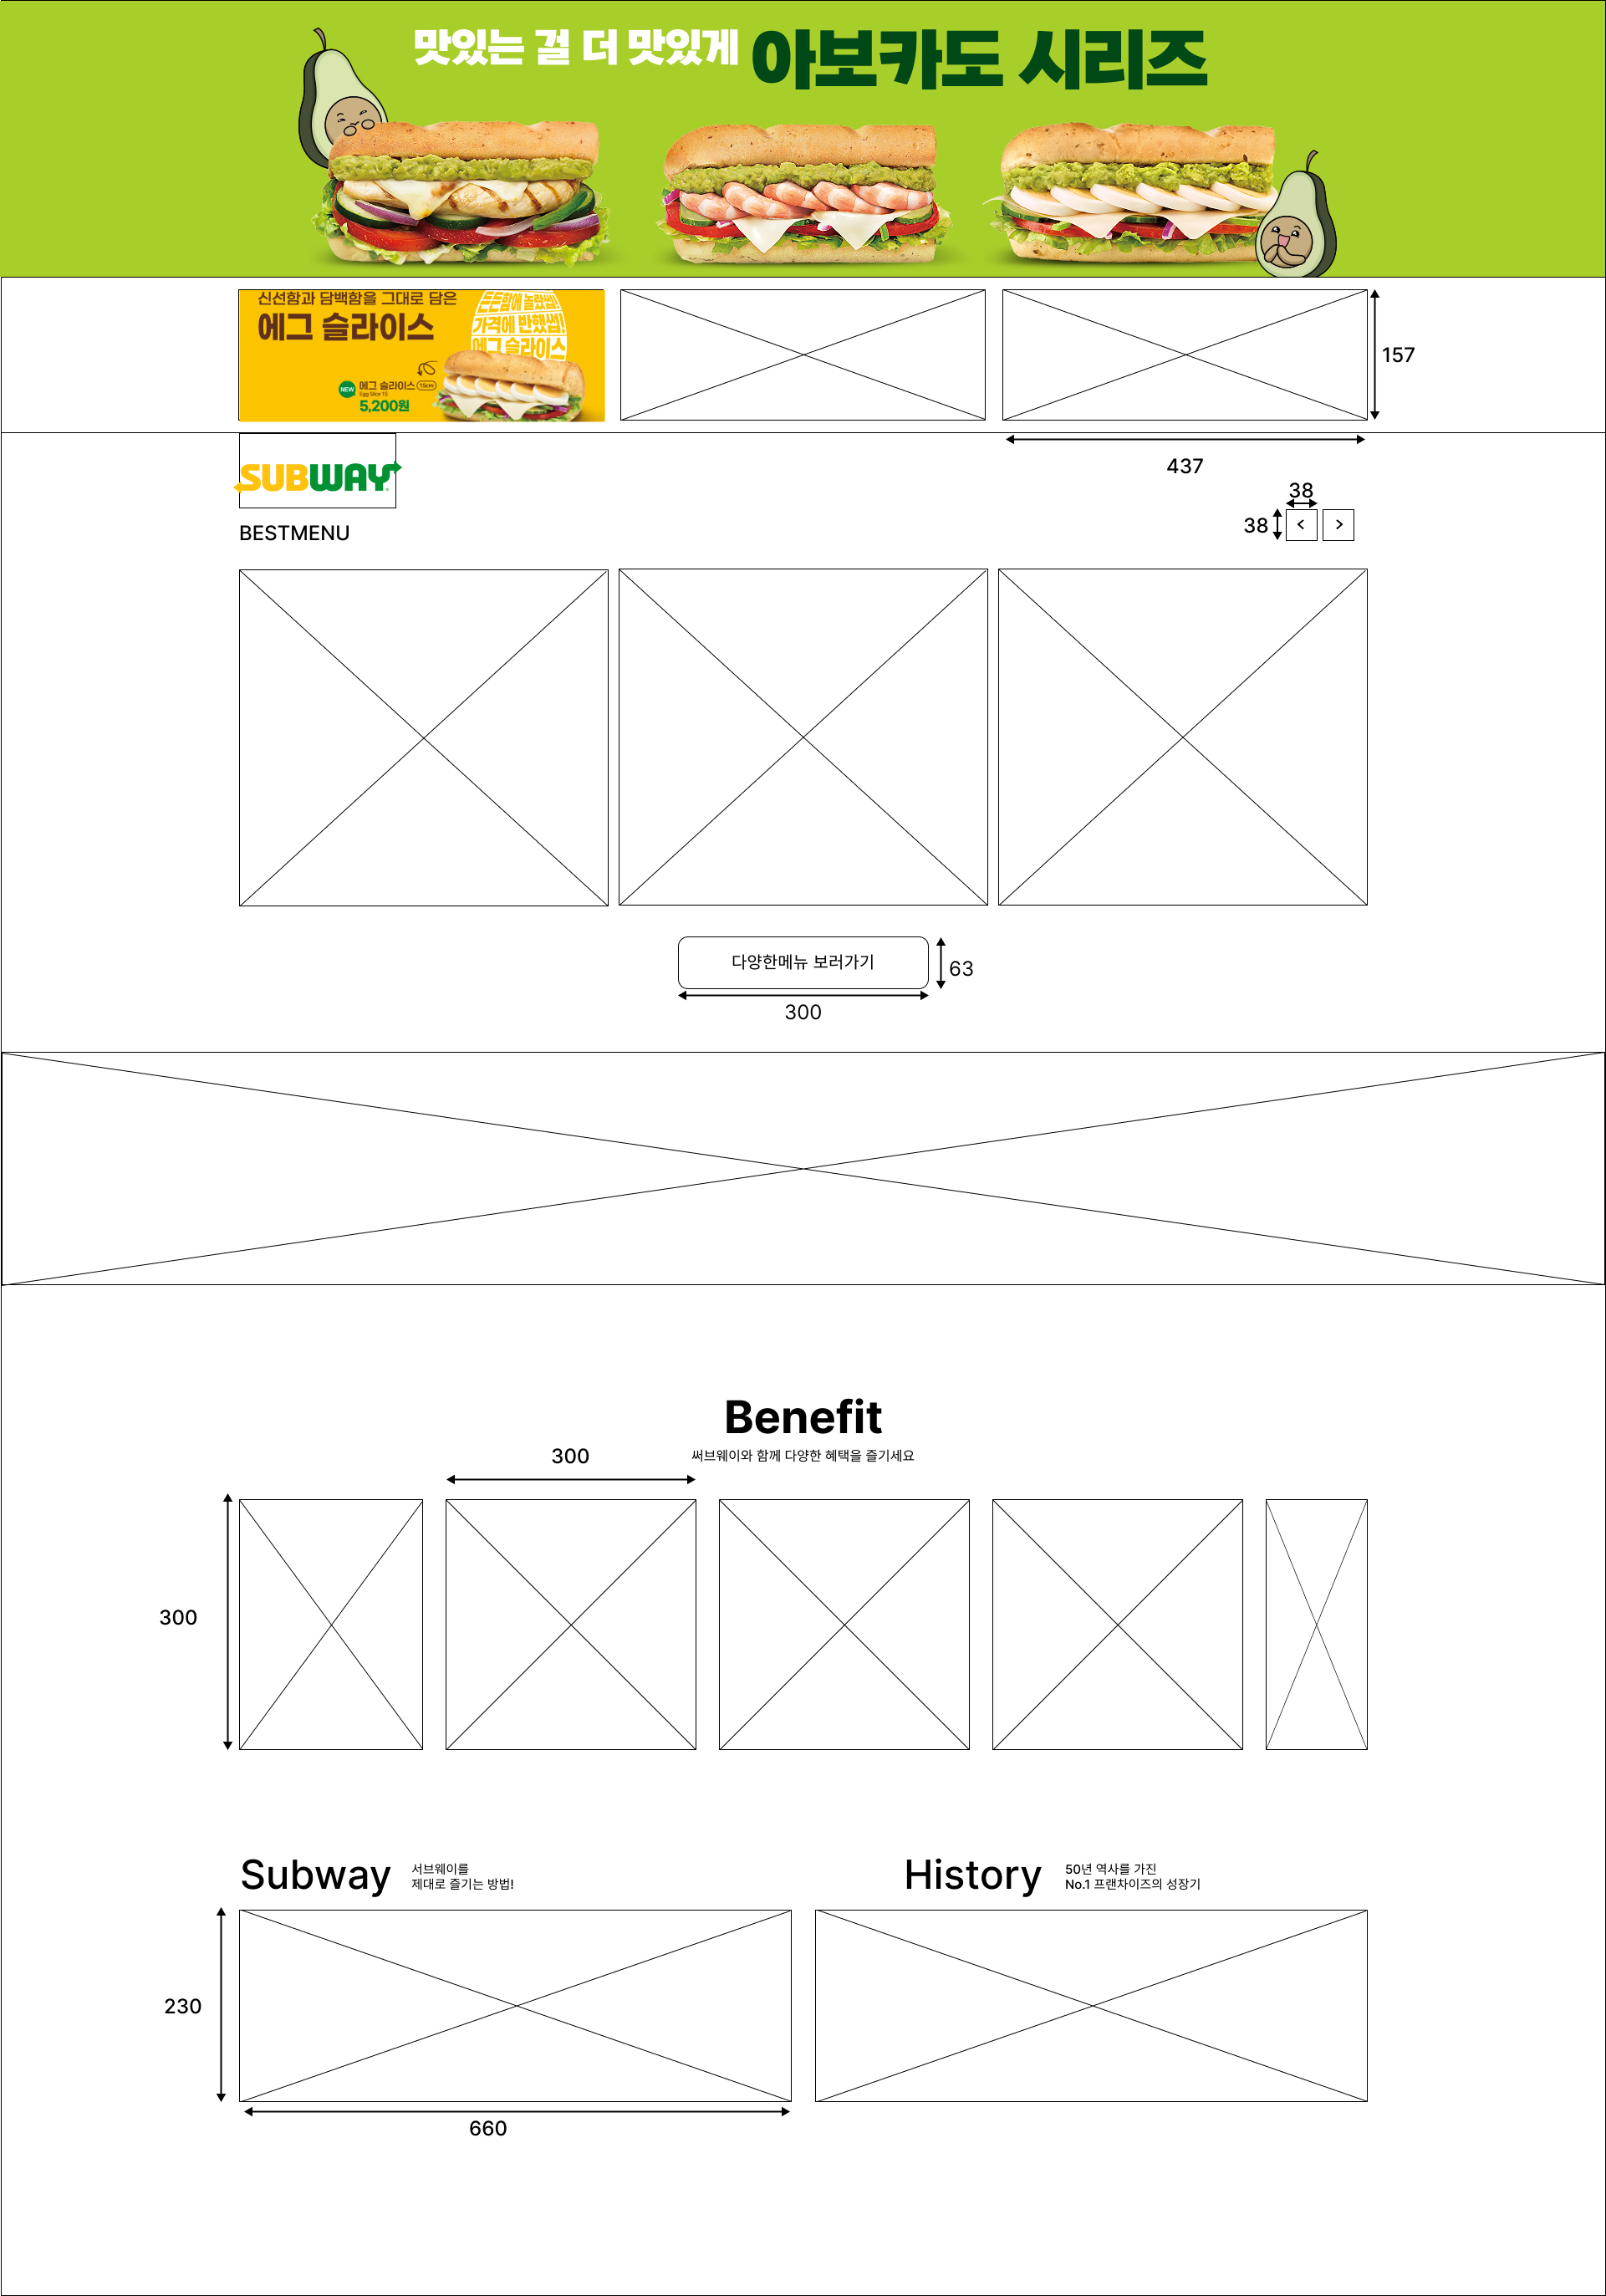 맛있는 걸 더 맛있게 아보카도 시리즈
신선함과 담백함을 그대로 담은
에그 슬라이스
든든함에 놀랐썹!
가격에 반했썹!
에그 슬라이스
NEW 에그 슬라이스 15cm
Egg Slice 15
5,200원
157
437
SUBWAY
38
38
< >
BESTMENU
다양한메뉴 보러가기
63
300
Benefit
써브웨이와 함께 다양한 혜택을 즐기세요
300
300
Subway
서브웨이를
제대로 즐기는 방법!
History
50년 역사를 가진
No.1 프랜차이즈의 성장기
230
660